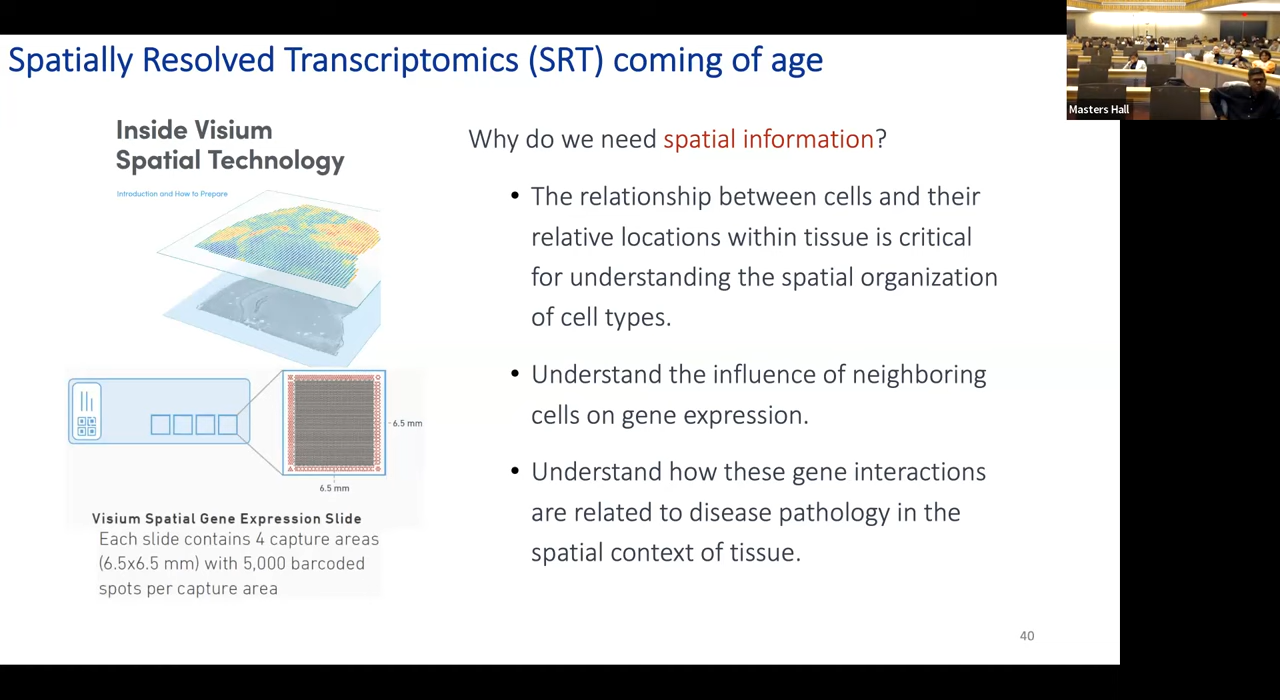 Spatially Resolved Transcriptomics (SRT) coming of age
Masters Hall
Inside Visium
Spatial Technology
Introduction and How to Prepare
6.5 mm
6.5 mm
Visium Spatial Gene Expression Slide
Each slide contains 4 capture areas
(6.5x6.5 mm) with 5,000 barcoded
spots per capture area
Why do we need spatial information?
• The relationship between cells and their
relative locations within tissue is critical
for understanding the spatial organization
of cell types.
• Understand the influence of neighboring
cells on gene expression.
• Understand how these gene interactions
are related to disease pathology in the
spatial context of tissue.
40